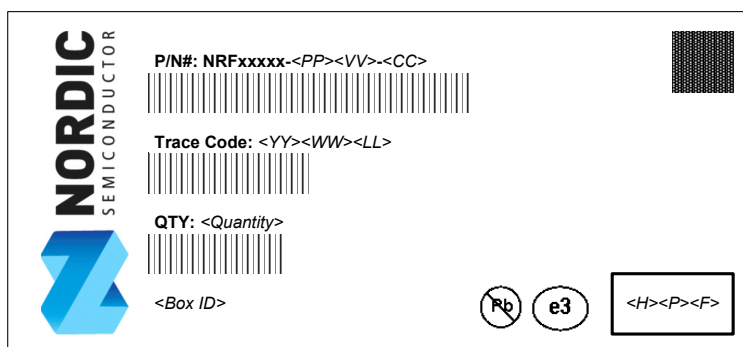 NORDIC
SEMICONDUCTOR
P/N#: NRFxxxxx-<PP><VV>-<CC>
Trace Code: <YY><WW><LL>
QTY: <Quantity>
<Box ID>
Pb
e3
<H><P><F>